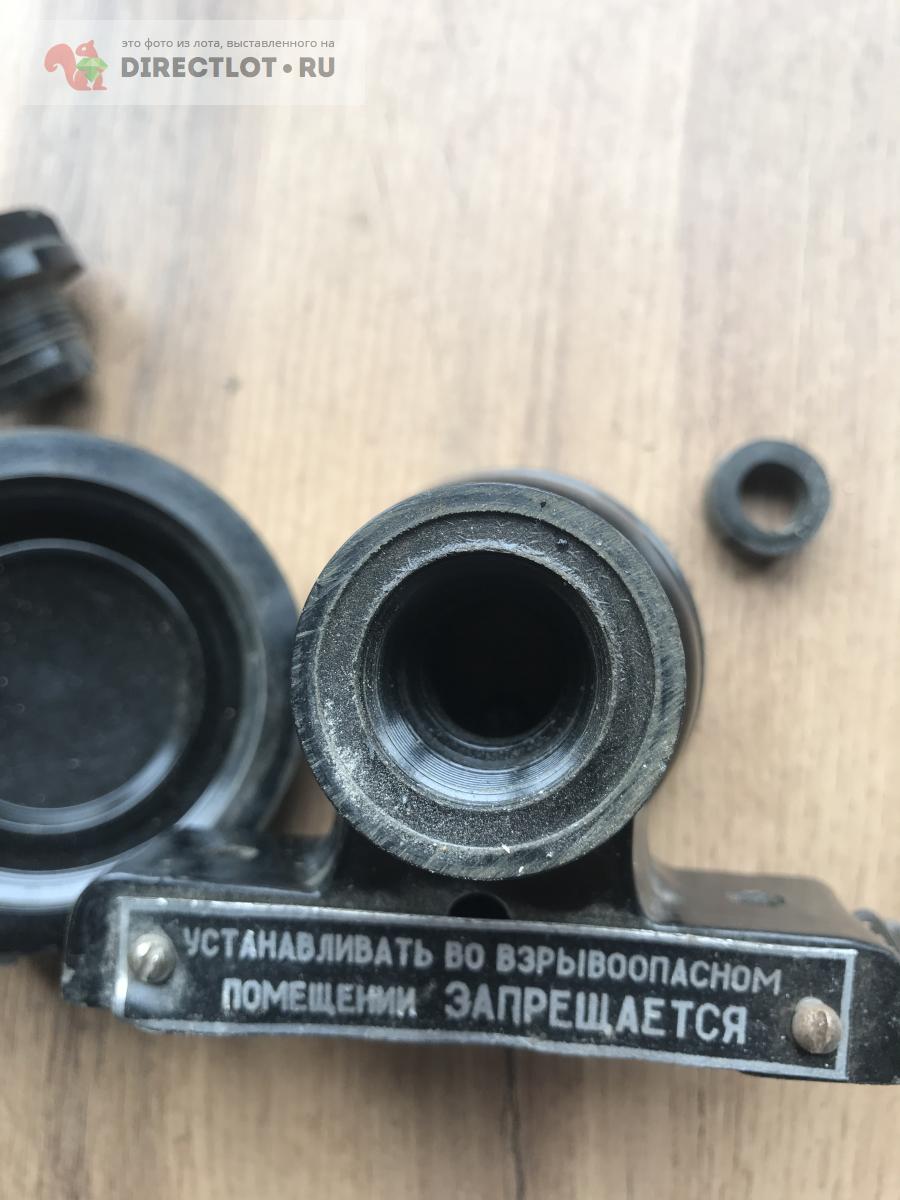 это фото из лота, выставленного на
DIRECTLOT•RU
УСТАНАВЛИВАТЬ ВО ВЗРЫВООПАСНОМ
ПОМЕЩЕНИИ ЗАПРЕЩАЕТСЯ